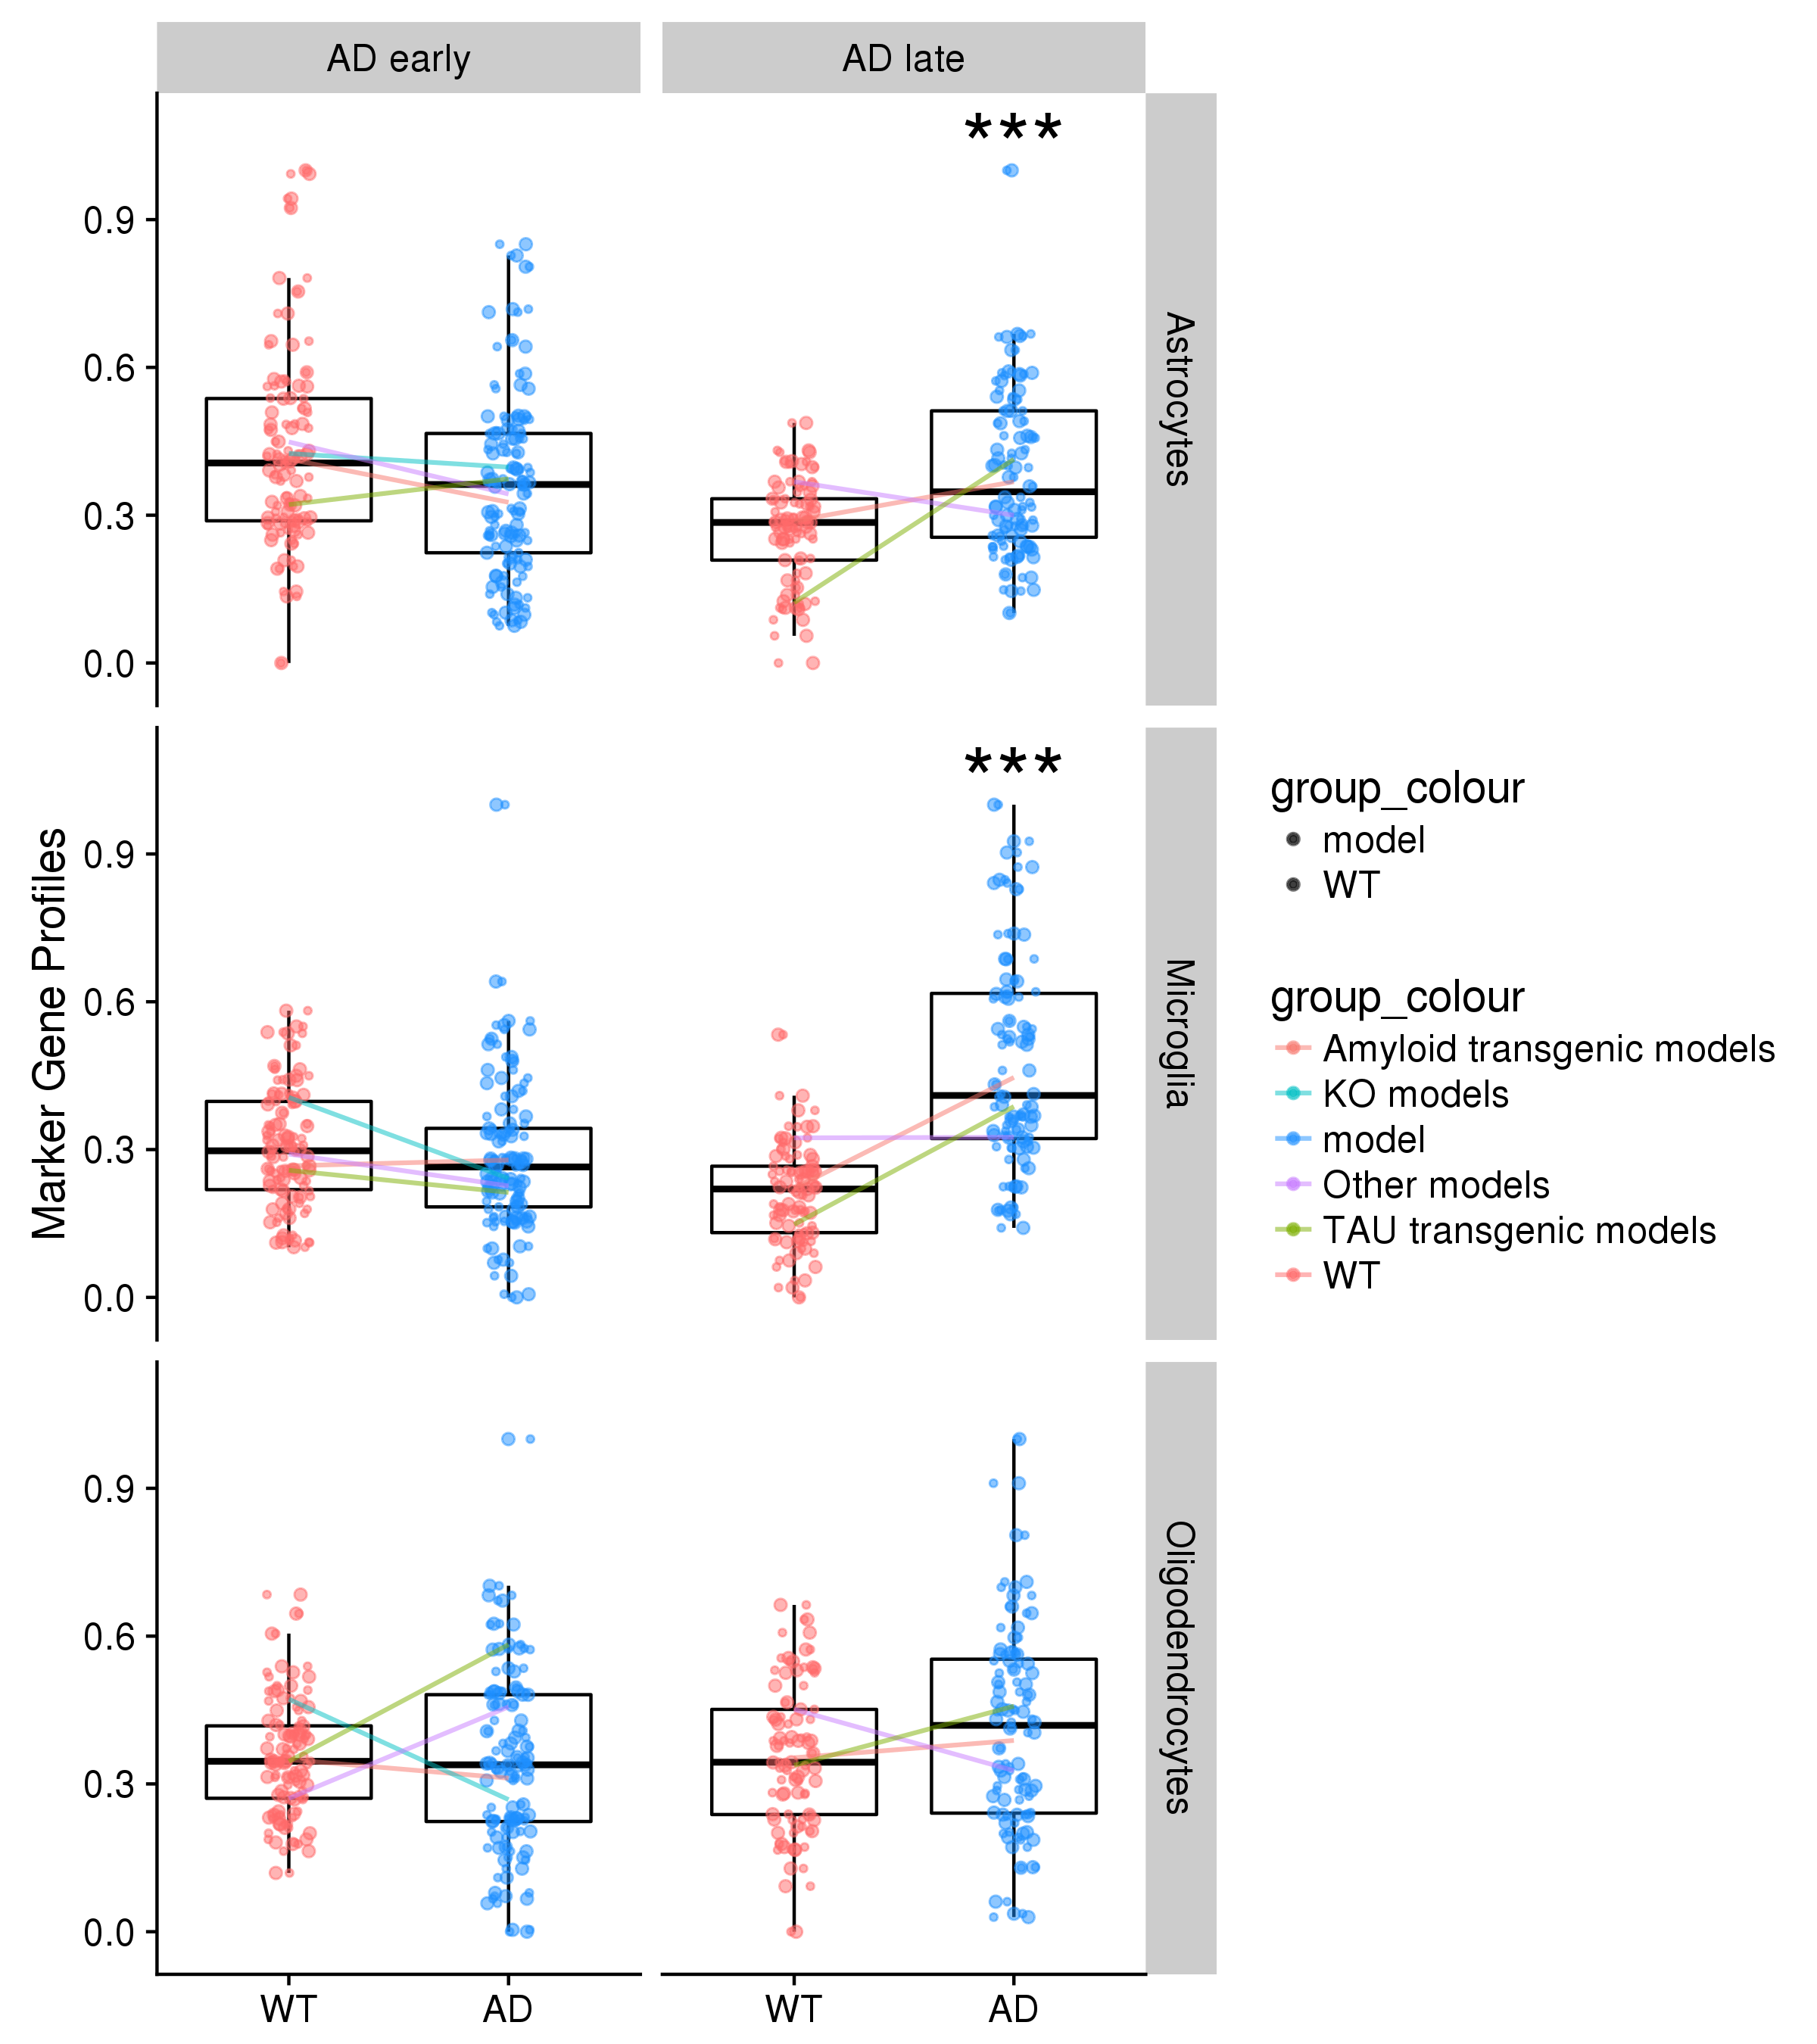 AD early
AD late
***
0.9
0.6
0.3
0.0
Astrocytes
***
0.9
0.6
0.3
0.0
Microglia
Marker Gene Profiles
0.9
0.6
0.3
0.0
Oligodendrocytes
WT
AD
WT
AD
group_colour
model
WT
group_colour
Amyloid transgenic models
KO models
model
Other models
TAU transgenic models
WT